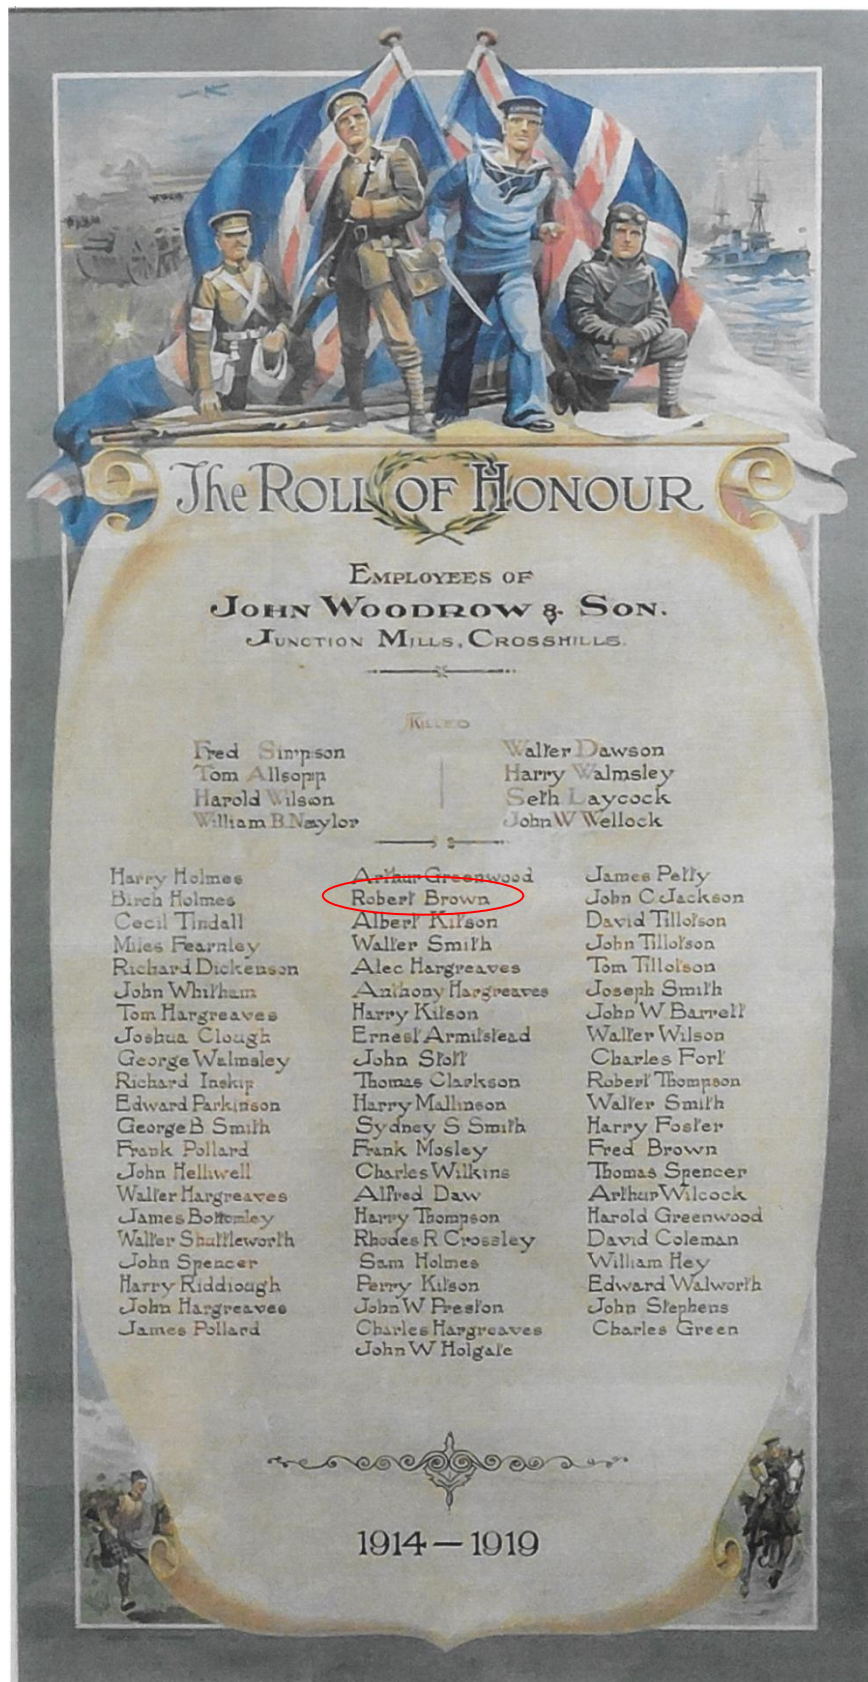 The ROLL OF HONOUR
EMPLOYEES OF
JOHN WOODROW & SON.
JUNCTION MILLS, CROSSHILLS.
KILLED
Fred Simpson
Tom Allsopp
Harold Wilson
William B. Naylor
Walter Dawson
Harry Walmsley
Seth Laycock
John W Wellock
Harry Holmes
Birch Holmes
Cecil Tindall
Miles Fearnley
Richard Dickenson
John Whitham
Tom Hargreaves
Joshua Clough
George Walmsley
Richard Inskip
Edward Parkinson
George B Smith
Frank Pollard
John Helliwell
Walter Hargreaves
James Bottomley
Walter Shuttleworth
John Spencer
Harry Riddiough
John Hargreaves
James Pollard
Arthur Greenwood
Robert Brown
Albert Kitson
Walter Smith
Alec Hargreaves
Anthony Hargreaves
Harry Kitson
Ernest Armitstead
John Stott
Thomas Clarkson
Harry Mallinson
Sydney S Smith
Frank Mosley
Charles Wilkins
Alfred Daw
Harry Thompson
Rhodes R Crossley
Sam Holmes
Perry Kitson
John W Preston
Charles Hargreaves
John W Holgate
James Petty
John C Jackson
David Tillotson
John Tillotson
Tom Tillotson
Joseph Smith
John W Barrett
Walter Wilson
Charles Fort
Robert Thompson
Walter Smith
Harry Foster
Fred Brown
Thomas Spencer
Arthur Wilcock
Harold Greenwood
David Coleman
William Hey
Edward Walworth
John Stephens
Charles Green
1914 — 1919